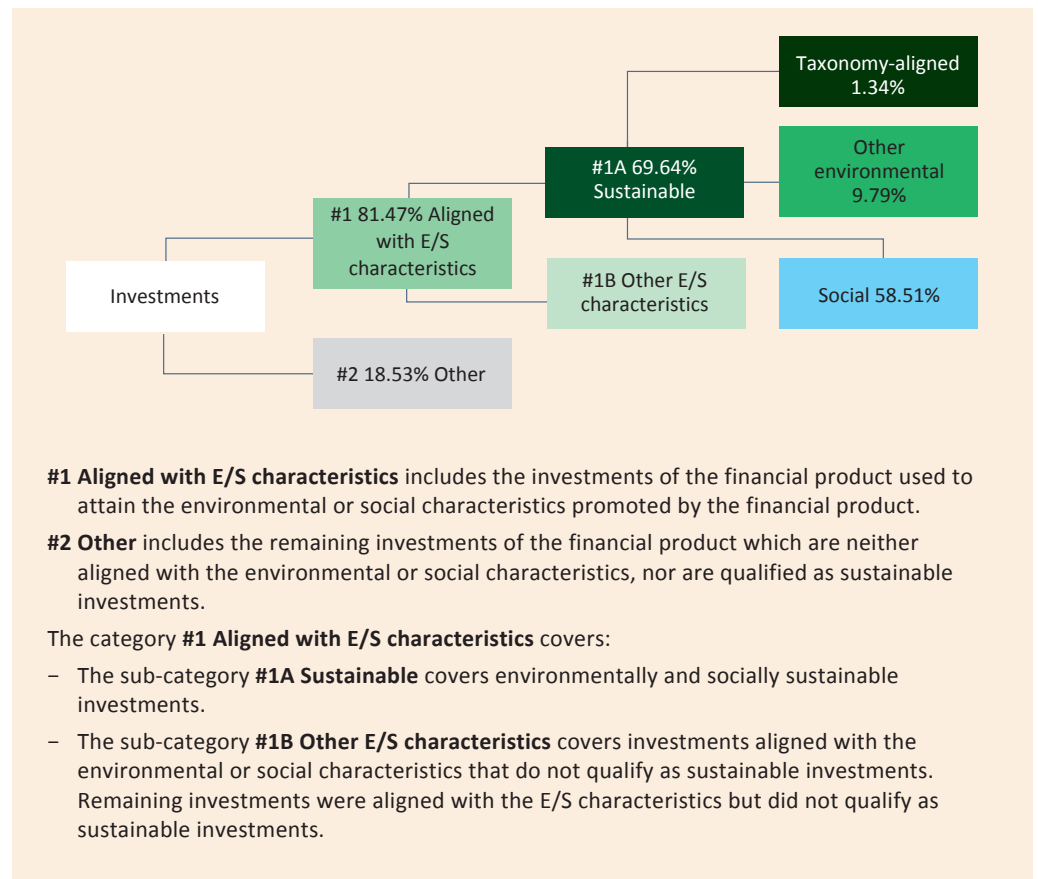 Taxonomy-aligned
1.34%
Other
environmental
9.79%
#1A 69.64%
Sustainable
#1 81.47% Aligned
with E/S
characteristics
#1B Other E/S
characteristics
Social 58.51%
Investments
#2 18.53% Other
#1 Aligned with E/S characteristics includes the investments of the financial product used to
attain the environmental or social characteristics promoted by the financial product.
#2 Other includes the remaining investments of the financial product which are neither
aligned with the environmental or social characteristics, nor are qualified as sustainable
investments.
The category #1 Aligned with E/S characteristics covers:
− The sub-category #1A Sustainable covers environmentally and socially sustainable
investments.
− The sub-category #1B Other E/S characteristics covers investments aligned with the
environmental or social characteristics that do not qualify as sustainable investments.
Remaining investments were aligned with the E/S characteristics but did not qualify as
sustainable investments.